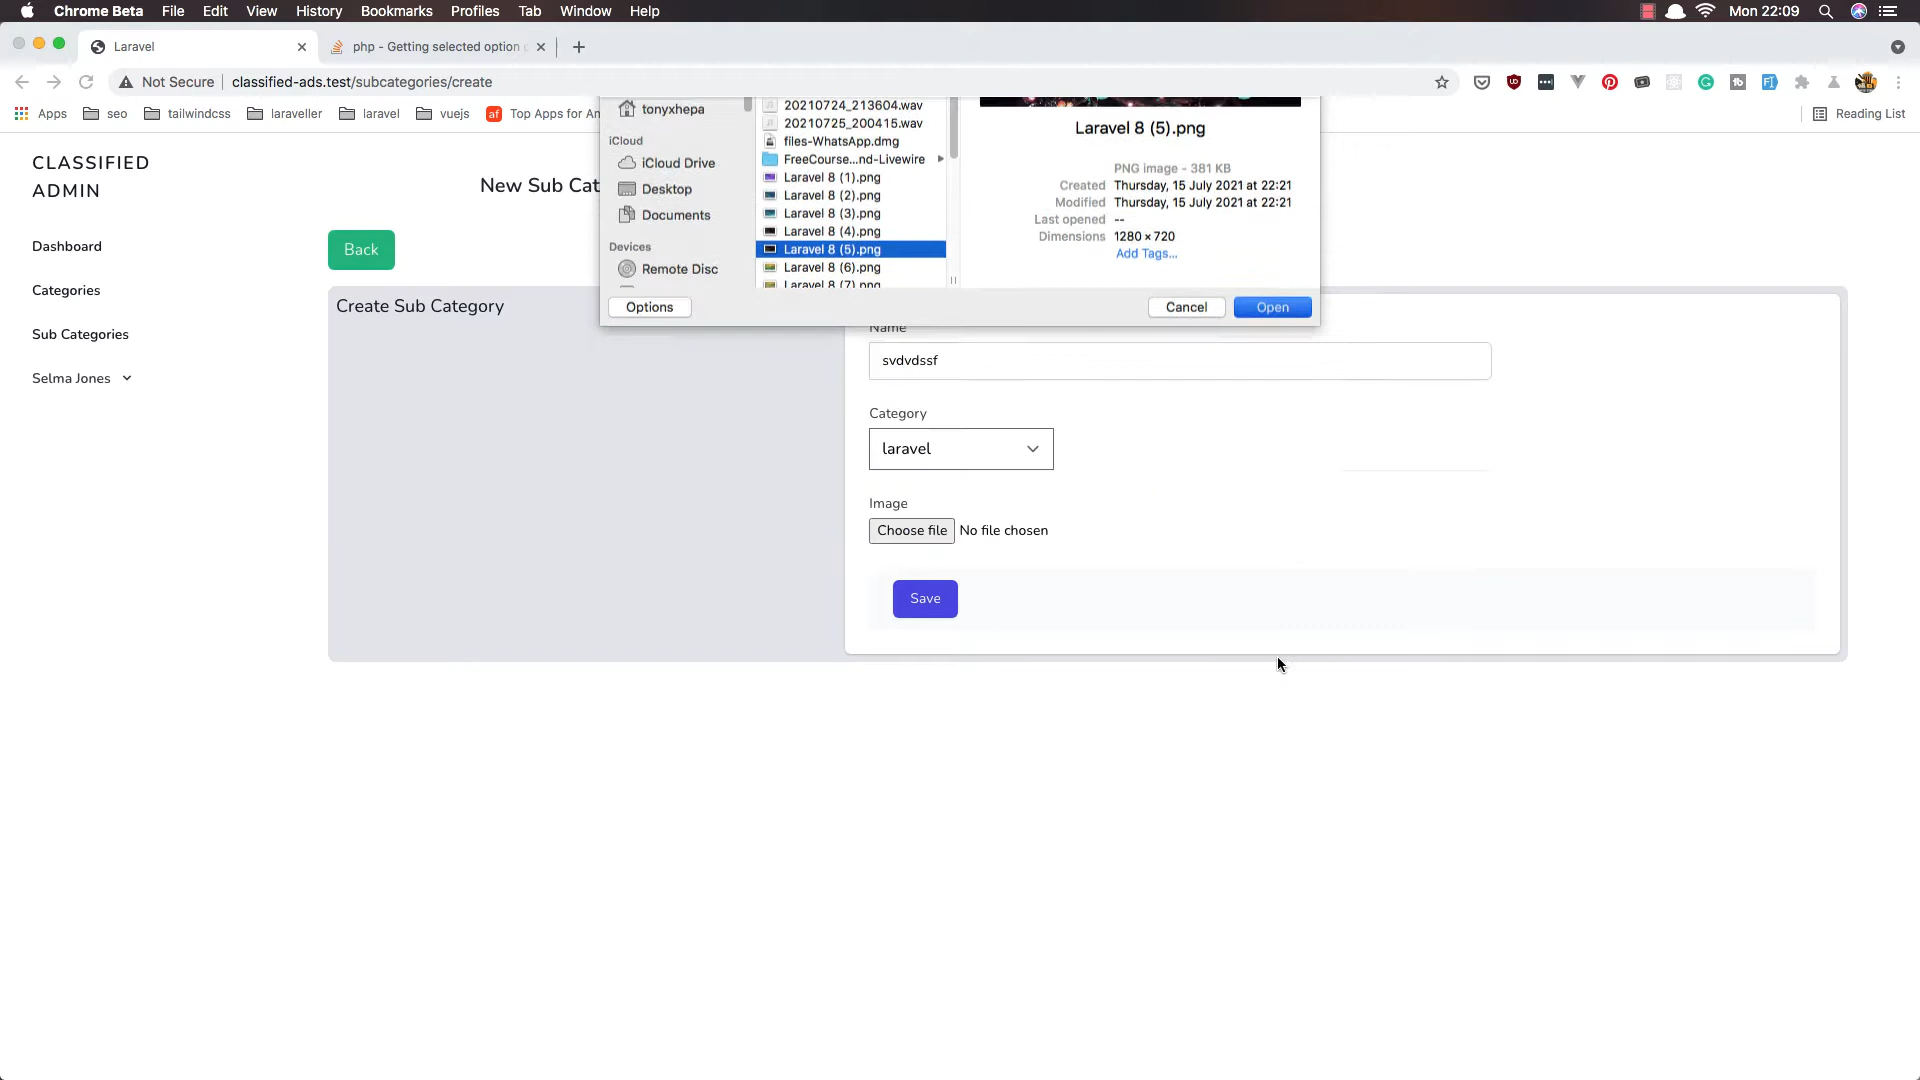 Chrome Beta File Edit View History Bookmarks Profiles Tab Window Help Mon 22:09
Laravel php - Getting selected option
Not Secure classified-ads.test/subcategories/create
Apps seo tailwindcss laraveller laravel vuejs af Top Apps for An Reading List
CLASSIFIED
ADMIN
Dashboard
Categories
Sub Categories
Selma Jones
New Sub Cat
Back
Create Sub Category
tonyxhepa
iCloud
iCloud Drive
Desktop
Documents
Devices
Remote Disc
20210724_213604.wav
20210725_200415.wav
files-WhatsApp.dmg
FreeCourse...nd-Livewire
Laravel 8 (1).png
Laravel 8 (2).png
Laravel 8 (3).png
Laravel 8 (4).png
Laravel 8 (5).png
Laravel 8 (6).png
Laravel 8 (7).png
Laravel 8 (5).png
PNG image - 381 KB
Created Thursday, 15 July 2021 at 22:21
Modified Thursday, 15 July 2021 at 22:21
Last opened --
Dimensions 1280 × 720
Add Tags...
Options Cancel Open
Name
svdvdssf
Category
laravel
Image
Choose file No file chosen
Save